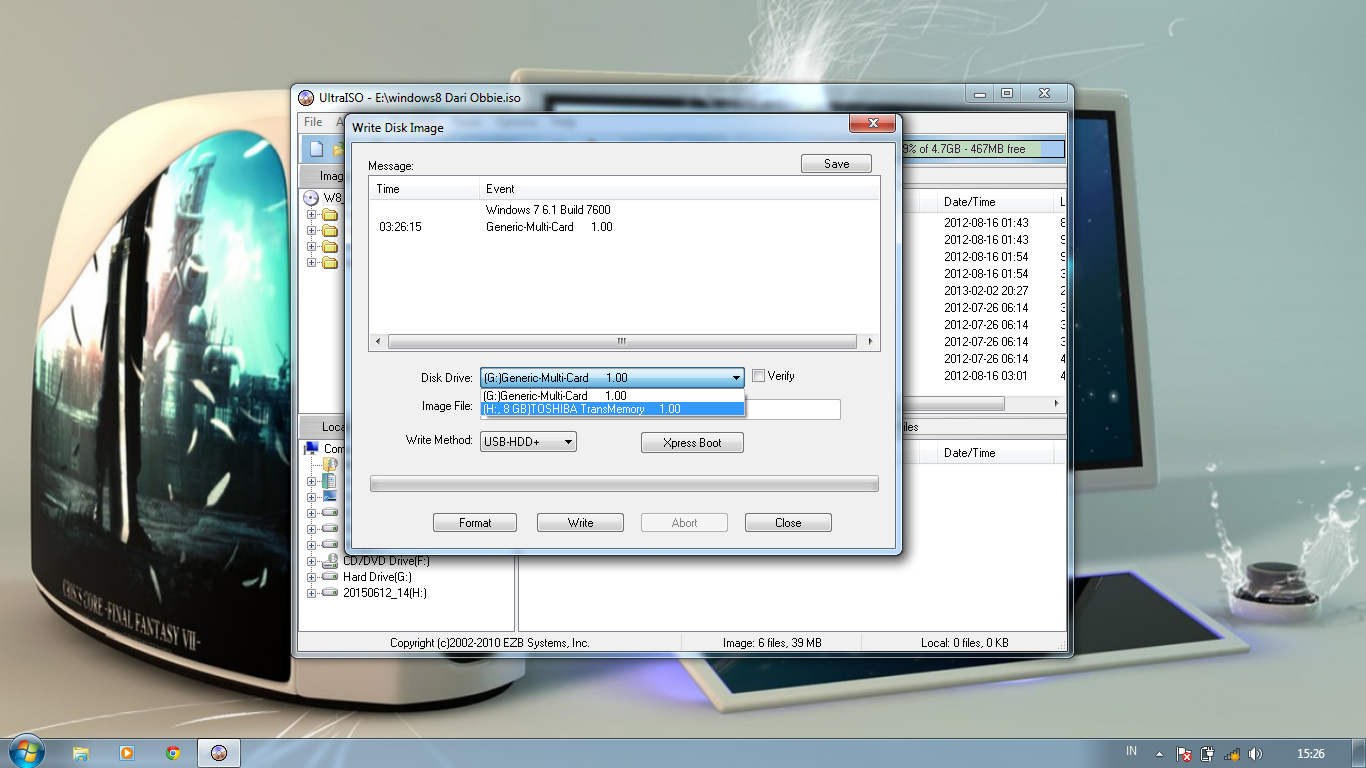 UltraISO - E:\windows8 Dari Obbie.iso
File
Write Disk Image
9% of 4.7GB - 467MB free
Message:
Save
Time Event
Windows 7 6.1 Build 7600
03:26:15 Generic-Multi-Card 1.00
Date/Time
2012-08-16 01:43
2012-08-16 01:43
2012-08-16 01:54
2012-08-16 01:54
2013-02-02 20:27
2012-07-26 06:14
2012-07-26 06:14
2012-07-26 06:14
2012-07-26 06:14
2012-08-16 03:01
Disk Drive: (G:)Generic-Multi-Card 1.00
Verify
(G:)Generic-Multi-Card 1.00
(H:, 8 GB)TOSHIBA TransMemory 1.00
Image File:
Write Method: USB-HDD+
Xpress Boot
Date/Time
Format Write Abort Close
CD/DVD Drive(F:)
Hard Drive(G:)
20150612_14(H:)
Copyright (c)2002-2010 EZB Systems, Inc. Image: 6 files, 39 MB Local: 0 files, 0 KB
CRISIS CORE -FINAL FANTASY VII-
IN
15:26